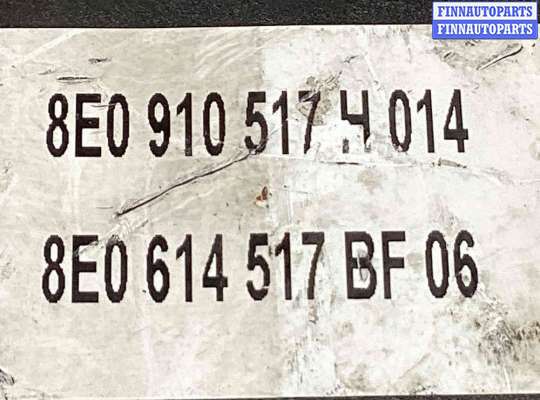 FINNAUTOPARTS
FINNAUTOPARTS
8E0 910 517 H 014
8E0 614 517 BF 06